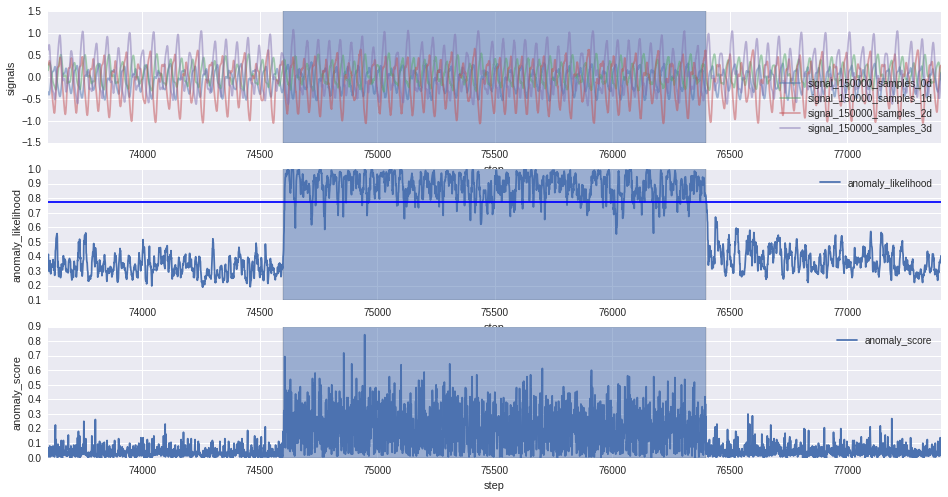 signals
1.5
1.0
0.5
0.0
−0.5
−1.0
−1.5
signal_150000_samples_0d
signal_150000_samples_1d
signal_150000_samples_2d
signal_150000_samples_3d
74000 74500 75000 75500 76000 76500 77000
step
anomaly_likelihood
1.0
0.9
0.8
0.7
0.6
0.5
0.4
0.3
0.2
0.1
anomaly_likelihood
74000 74500 75000 75500 76000 76500 77000
step
anomaly_score
0.9
0.8
0.7
0.6
0.5
0.4
0.3
0.2
0.1
0.0
anomaly_score
74000 74500 75000 75500 76000 76500 77000
step